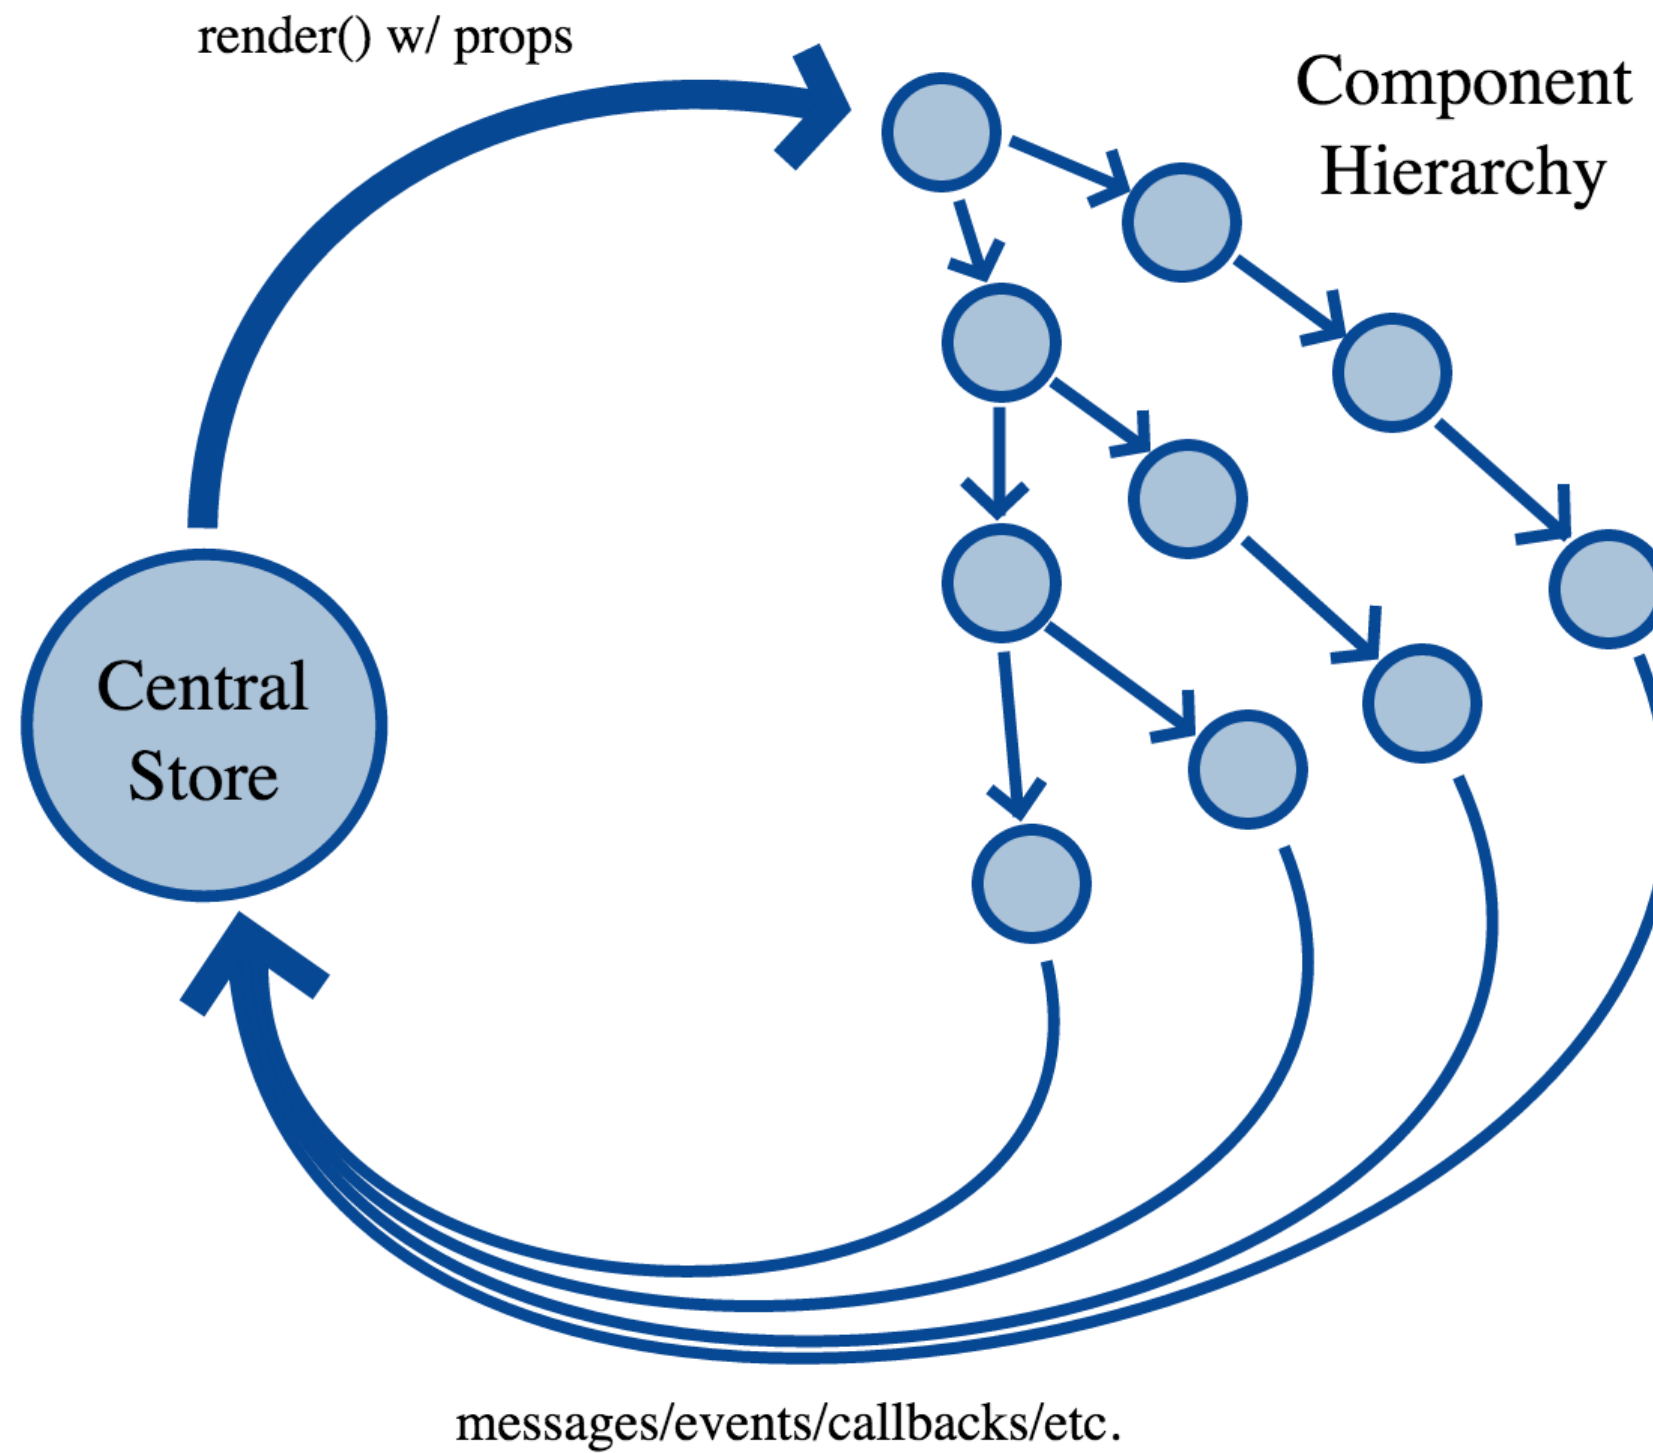 render() w/ props
Component
Hierarchy
Central
Store
messages/events/callbacks/etc.